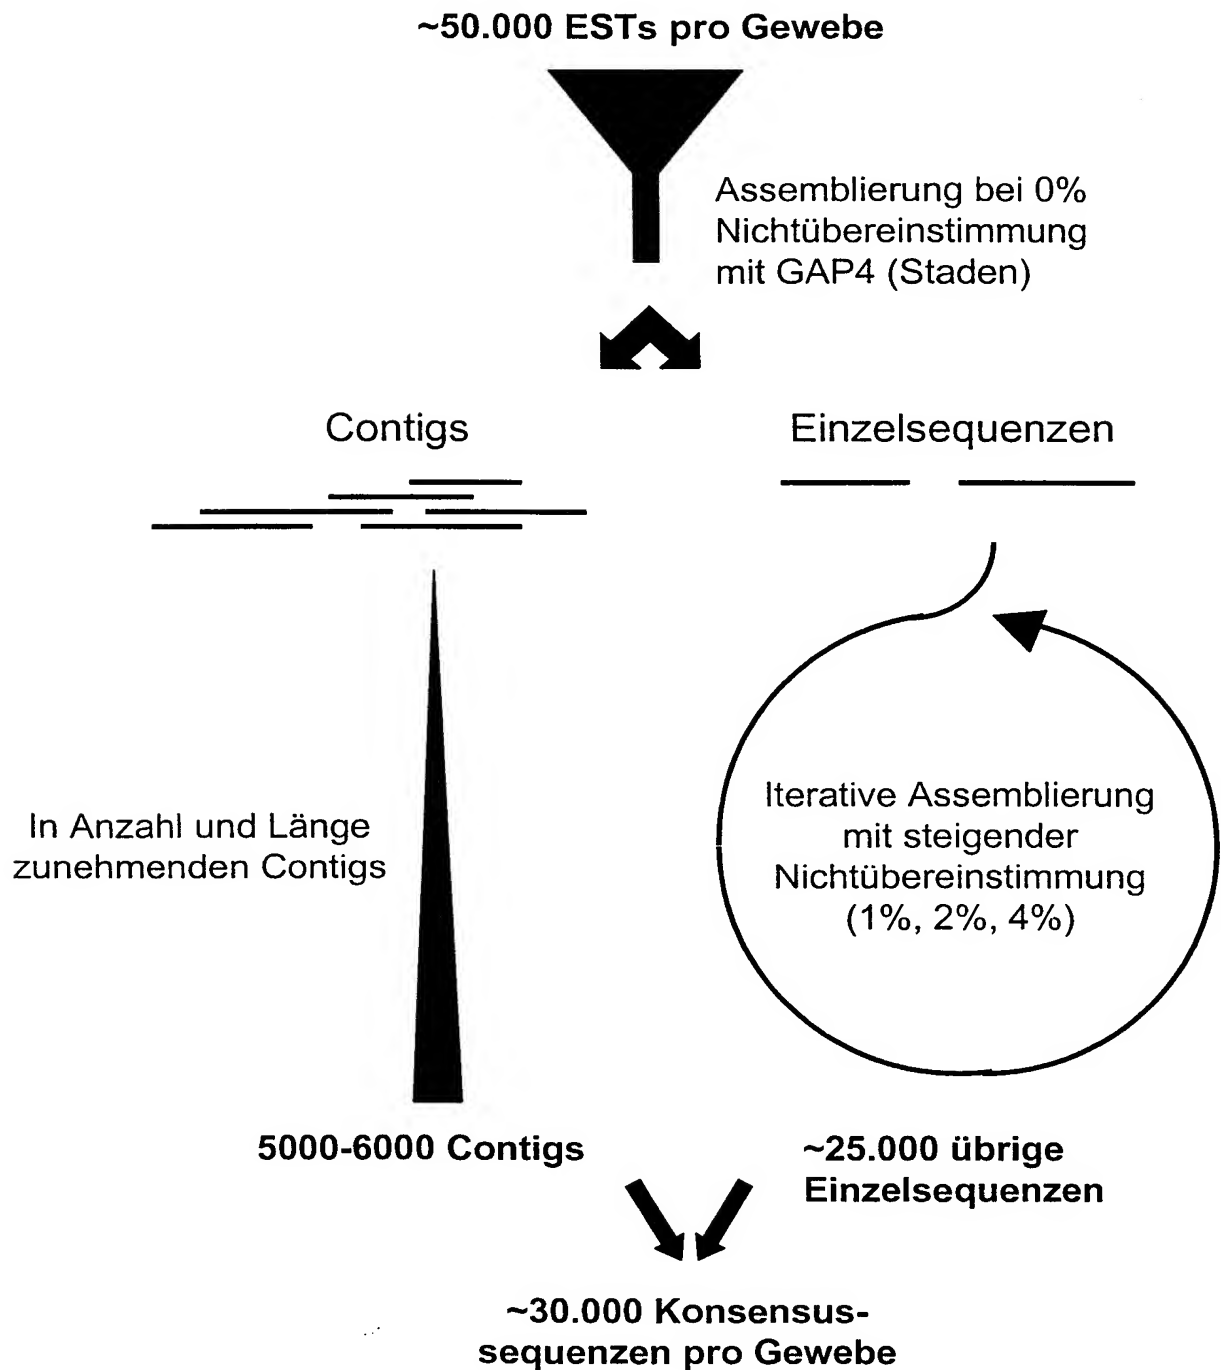 ~50.000 ESTs pro Gewebe
Assemblierung bei 0%
Nichtübereinstimmung
mit GAP4 (Staden)
Contigs
Einzelsequenzen
In Anzahl und Länge
zunehmenden Contigs
Iterative Assemblierung
mit steigender
Nichtübereinstimmung
(1%, 2%, 4%)
5000-6000 Contigs
~25.000 übrige
Einzelsequenzen
~30.000 Konsensus-
sequenzen pro Gewebe